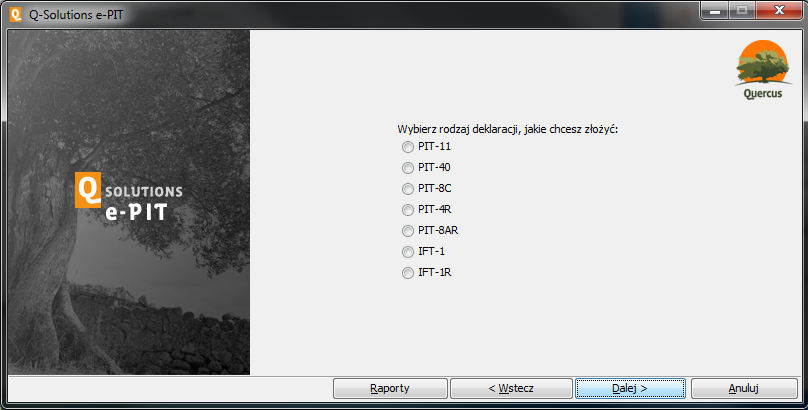 Q-Solutions e-PIT
Quercus
Wybierz rodzaj deklaracji, jakie chcesz złożyć:
PIT-11
PIT-40
PIT-8C
PIT-4R
PIT-8AR
IFT-1
IFT-1R
Q SOLUTIONS
e-PIT
Raporty
< Wstecz
Dalej >
Anuluj